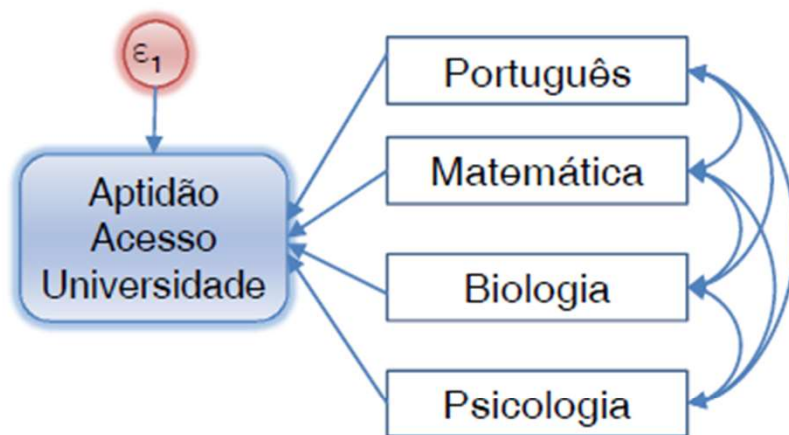 ε1
Aptidão
Acesso
Universidade
Português
Matemática
Biologia
Psicologia